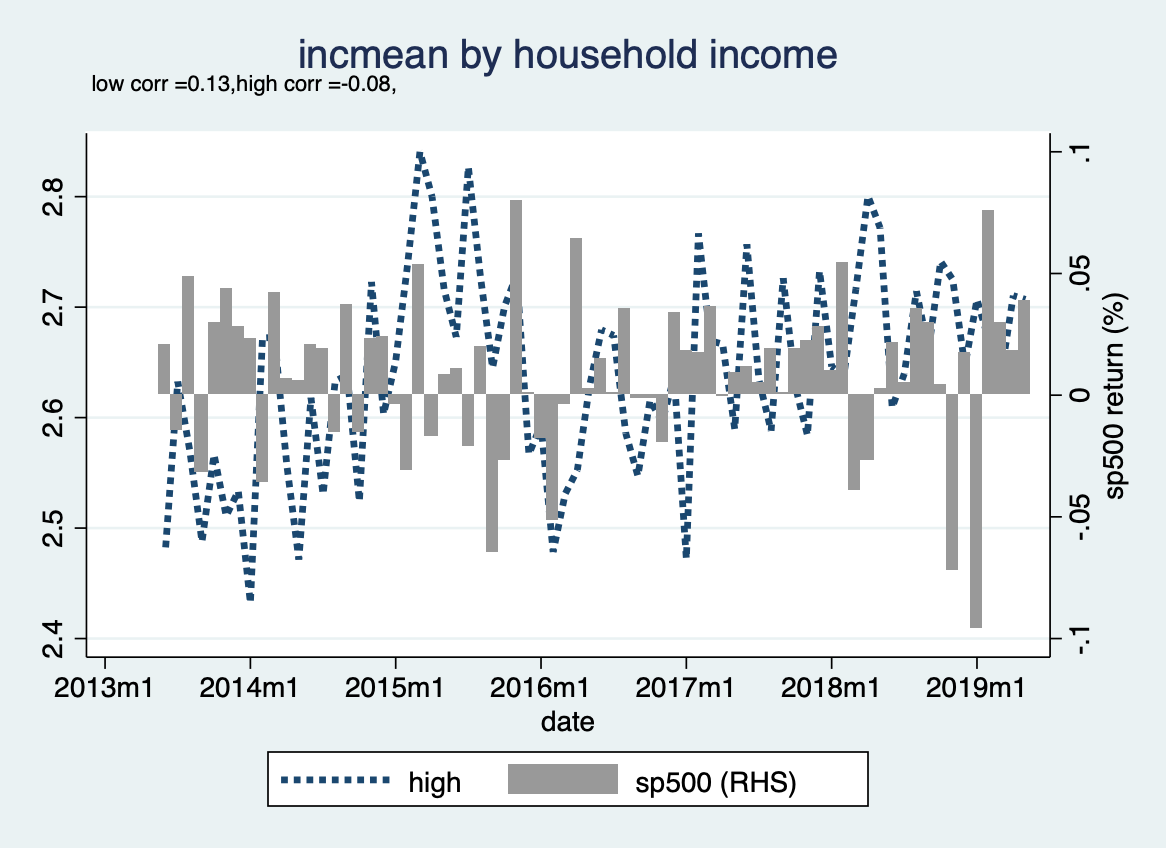 incmean by household income
low corr =0.13,high corr =-0.08,
2.8
2.7
2.6
2.5
2.4
.1
.05
0
-.05
-.1
sp500 return (%)
2013m1 2014m1 2015m1 2016m1 2017m1 2018m1 2019m1
date
high sp500 (RHS)